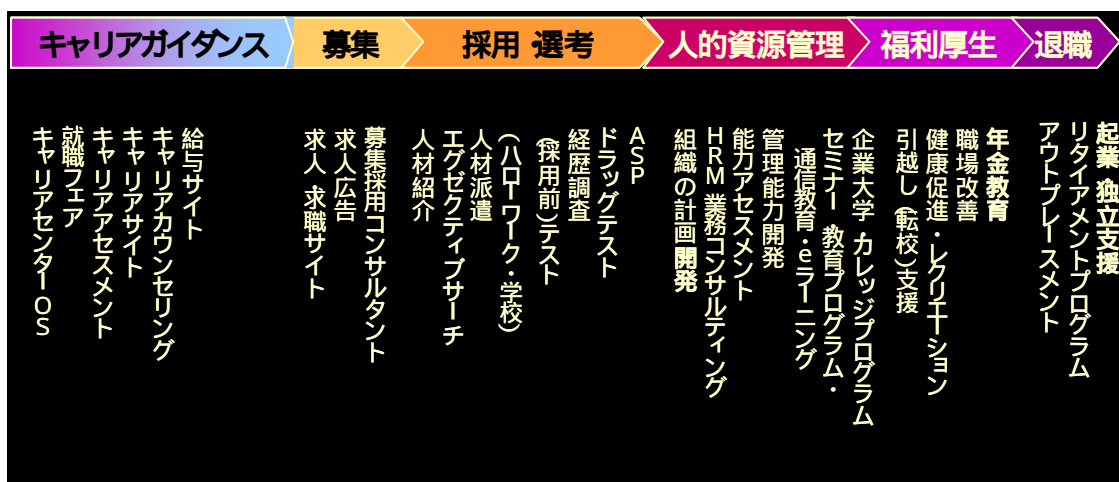 キャリアガイダンス
募集
採用・選考
人的資源管理
福利厚生
退職
給与サイト
キャリアカウンセリング
キャリアサイト
キャリアアセスメント
就職フェア
キャリアセンターOS
募集採用コンサルタント
求人広告
求人・求職サイト
ASP
ドラッグテスト
経歴調査
(採用前)テスト
(ハローワーク・学校)
人材派遣
エグゼクティブサーチ
人材紹介
企業大学・カレッジプログラム
セミナー・教育プログラム・
通信教育・eラーニング
管理能力開発
能力アセスメント
HRM業務コンサルティング
組織の計画開発
年金教育
職場改善
健康促進・レクリエーション
引越し(転校)支援
起業・独立支援
リタイアメントプログラム
アウトプレースメント